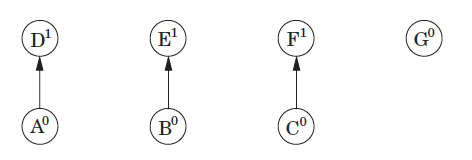 D¹ E¹ F¹ G⁰
A⁰ B⁰ C⁰